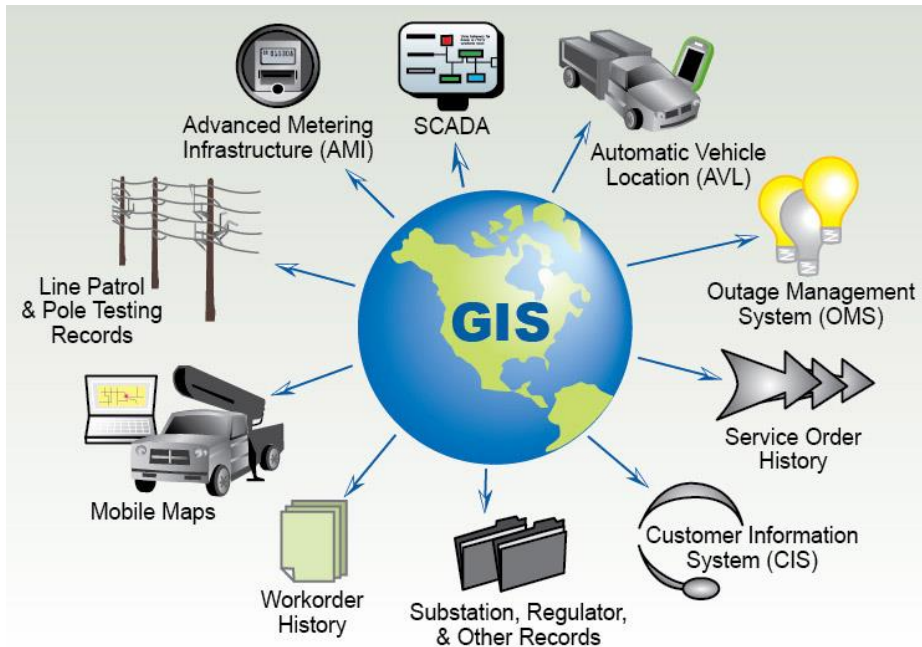 Advanced Metering
Infrastructure (AMI)
SCADA
Automatic Vehicle
Location (AVL)
Line Patrol
& Pole Testing
Records
GIS
Outage Management
System (OMS)
Mobile Maps
Service Order
History
Workorder
History
Substation, Regulator,
& Other Records
Customer Information
System (CIS)